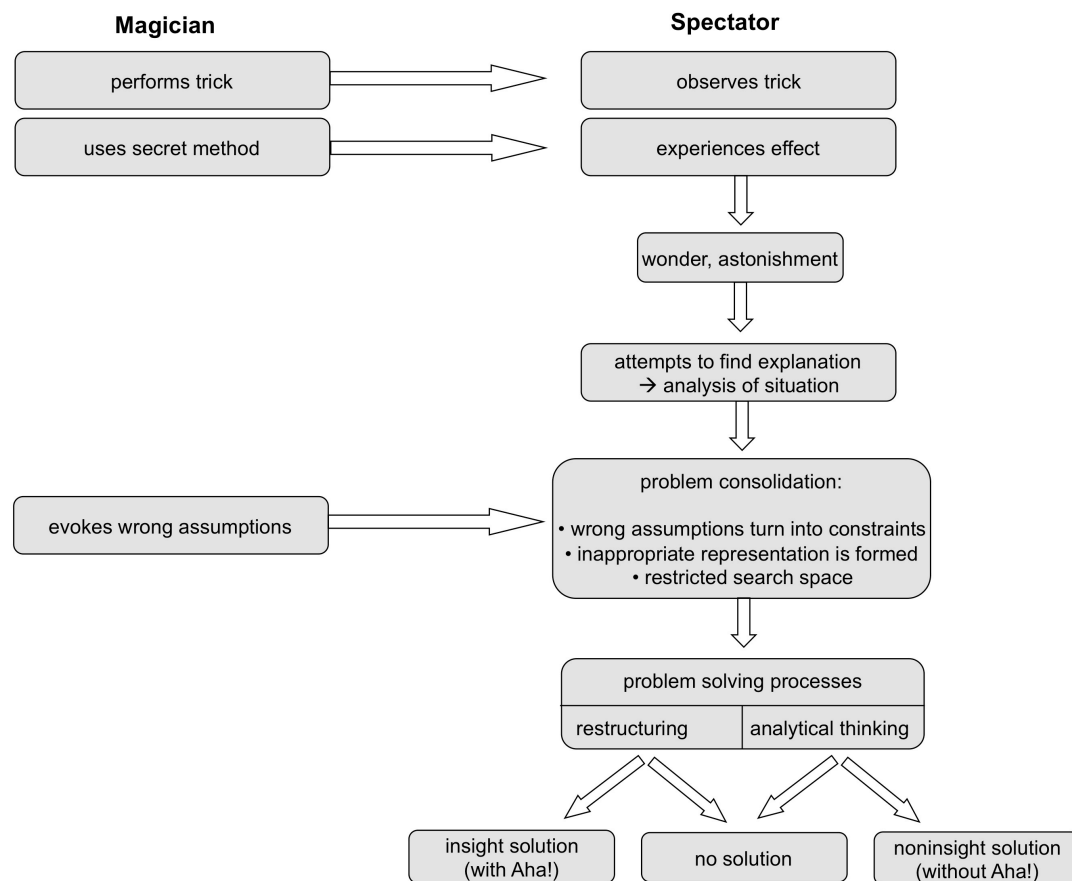 Magician
Spectator
performs trick
observes trick
uses secret method
experiences effect
wonder, astonishment
attempts to find explanation
→ analysis of situation
problem consolidation:
evokes wrong assumptions
• wrong assumptions turn into constraints
• inappropriate representation is formed
• restricted search space
problem solving processes
restructuring
analytical thinking
insight solution
(with Aha!)
no solution
noninsight solution
(without Aha!)